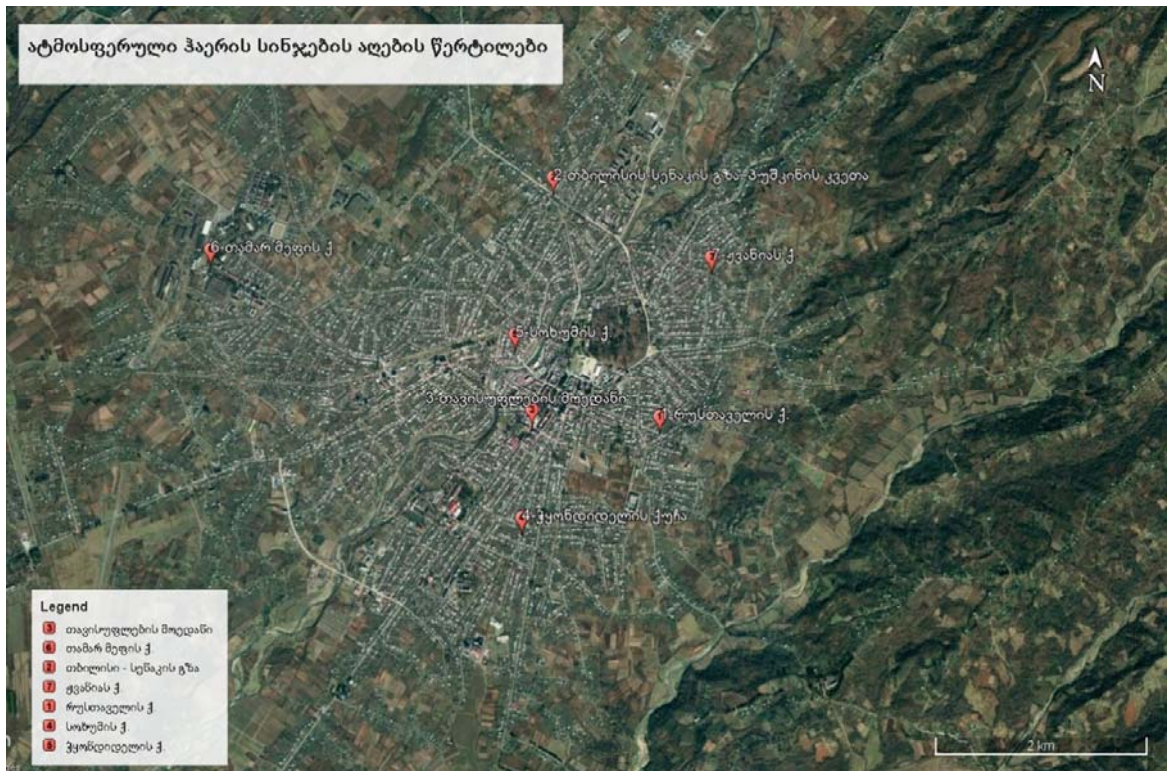 ატმოსფერული ჰაერის სინჯების აღების წერტილები
N
2-თბილისის სენაკის გზა-პუშკინის კვეთა
6-თამარ მეფის ქ.
7-ჟვანიას ქ.
5-სოხუმის ქ.
3-თავისუფლების მოედანი
1-რუსთაველის ქ.
4-ჭყონდიდელის ქუჩა
Legend
3 თავისუფლების მოედანი
6 თამარ მეფის ქ.
2 თბილისი - სენაკის გზა
7 ჟვანიას ქ.
1 რუსთაველის ქ.
4 სოხუმის ქ.
5 ჭყონდიდელის ქ.
2 km